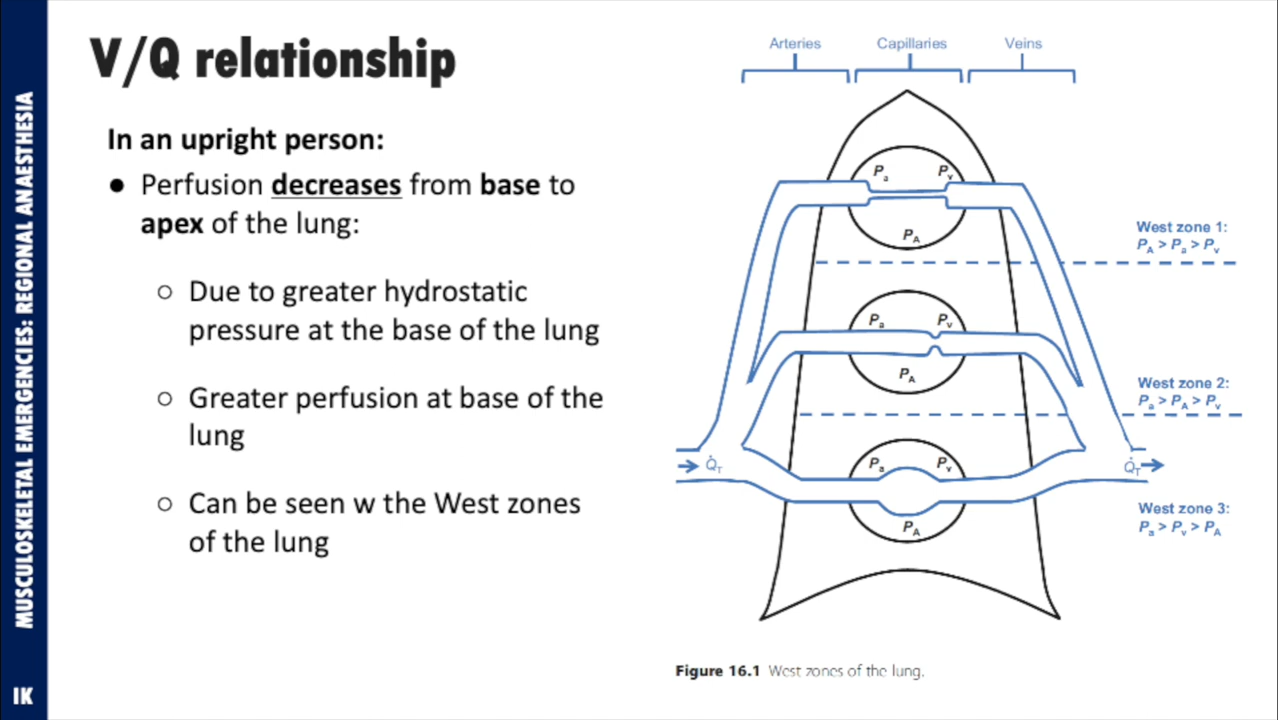 MUSCULOSKELETAL EMERGENCIES: REGIONAL ANAESTHESIA
IK
V/Q relationship
In an upright person:
● Perfusion decreases from base to
apex of the lung:
○ Due to greater hydrostatic
pressure at the base of the lung
○ Greater perfusion at base of the
lung
○ Can be seen w the West zones
of the lung
Arteries Capillaries Veins
Pa Pv
PA
West zone 1:
PA > Pa > Pv
Pa Pv
PA
West zone 2:
Pa > PA > Pv
Q̇T Pa Pv Q̇T
PA
West zone 3:
Pa > Pv > PA
Figure 16.1 West zones of the lung.